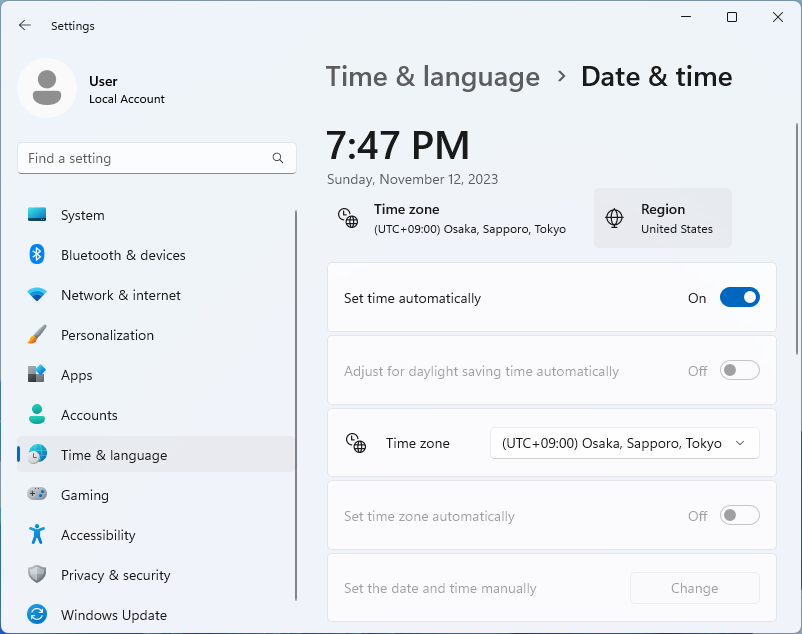 Settings
User
Local Account
Find a setting
System
Bluetooth & devices
Network & internet
Personalization
Apps
Accounts
Time & language
Gaming
Accessibility
Privacy & security
Windows Update
Time & language › Date & time
7:47 PM
Sunday, November 12, 2023
Time zone
(UTC+09:00) Osaka, Sapporo, Tokyo
Region
United States
Set time automatically On
Adjust for daylight saving time automatically Off
Time zone (UTC+09:00) Osaka, Sapporo, Tokyo
Set time zone automatically Off
Set the date and time manually Change